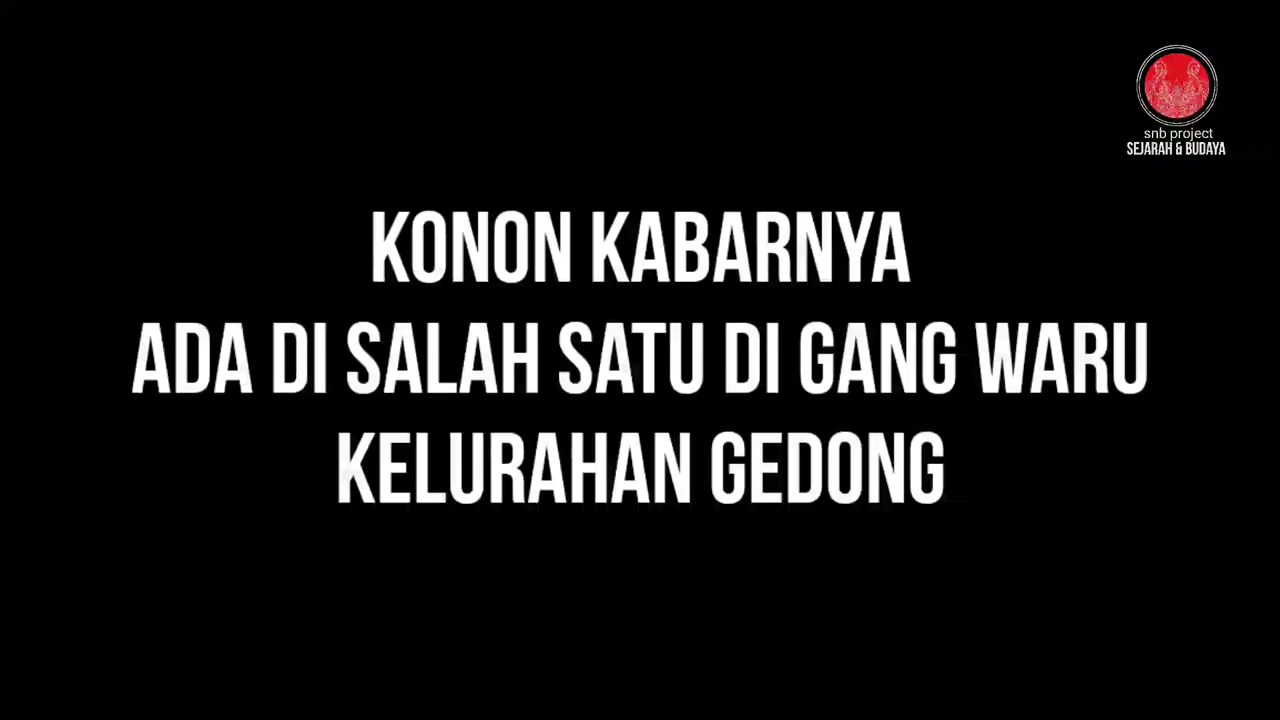 snb project
SEJARAH & BUDAYA
KONON KABARNYA
ADA DI SALAH SATU DI GANG WARU
KELURAHAN GEDONG